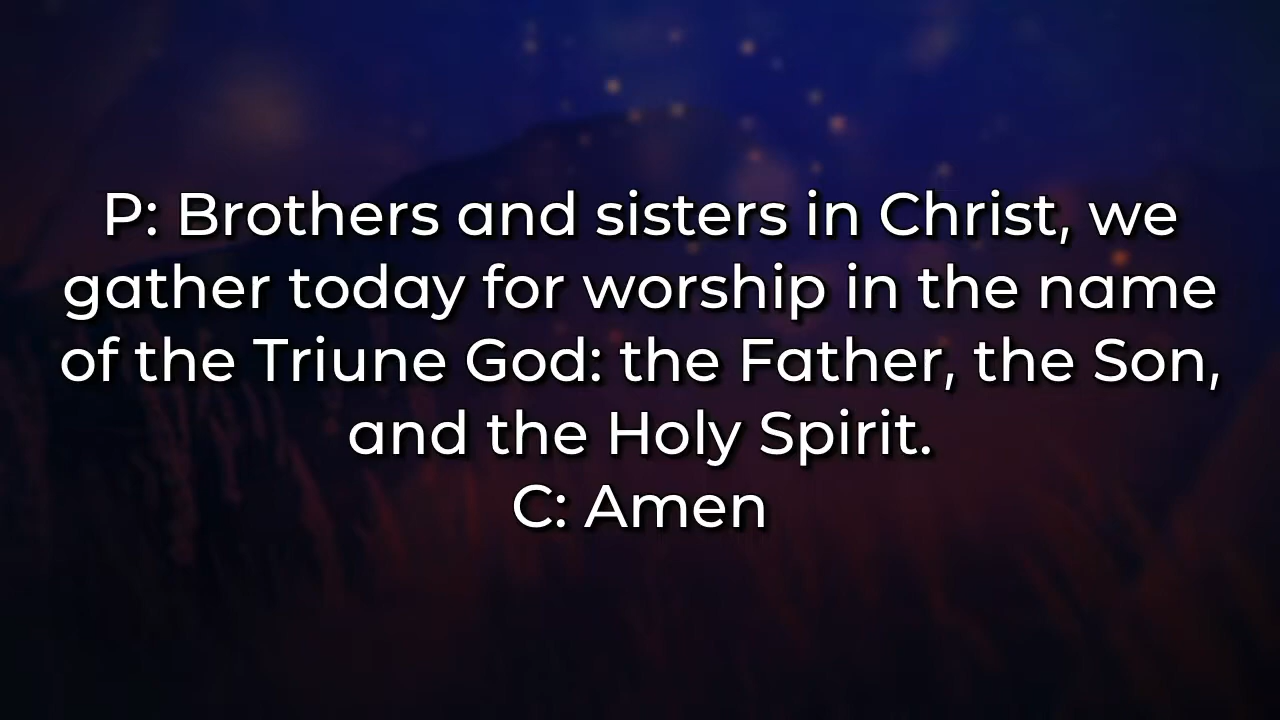 P: Brothers and sisters in Christ, we
gather today for worship in the name
of the Triune God: the Father, the Son,
and the Holy Spirit.
C: Amen